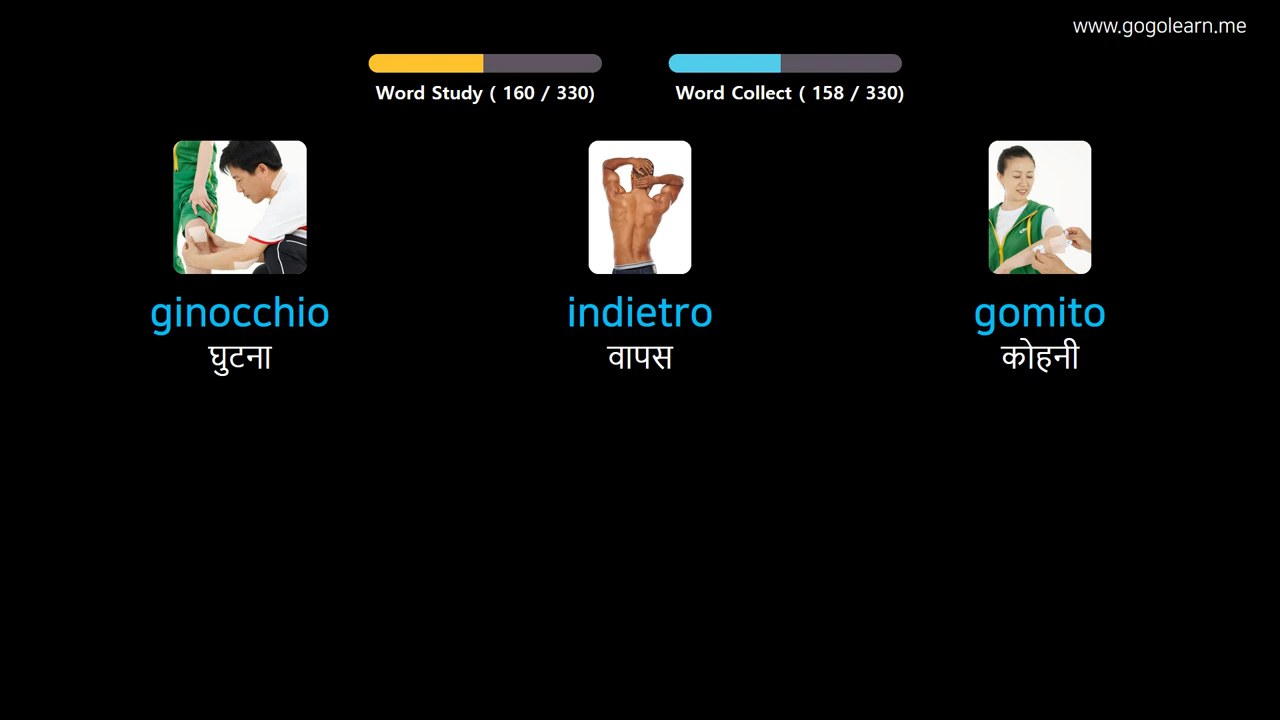 www.gogolearn.me
Word Study ( 160 / 330)
Word Collect ( 158 / 330)
ginocchio
घुटना
indietro
वापस
gomito
कोहनी